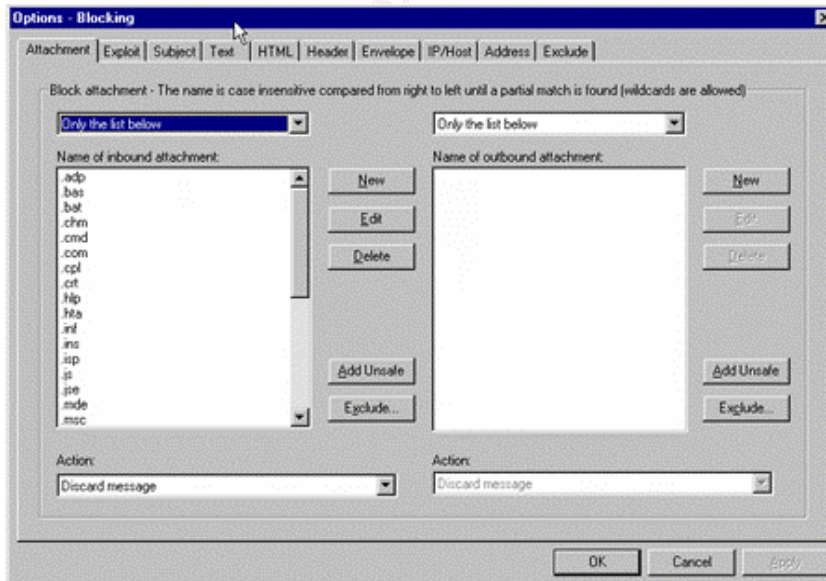 Options - Blocking
Attachment Exploit Subject Text HTML Header Envelope IP/Host Address Exclude
Block attachment - The name is case insensitive compared from right to left until a partial match is found (wildcards are allowed)
Only the list below
Only the list below
Name of inbound attachment:
Name of outbound attachment:
.adp
.bas
.bat
.chm
.cmd
.com
.cpl
.crt
.hlp
.hta
.inf
.ins
.isp
.js
.jse
.mde
.msc
New
Edit
Delete
Add Unsafe
Exclude...
New
Edit
Delete
Add Unsafe
Exclude...
Action:
Discard message
Action:
Discard message
OK
Cancel
Apply